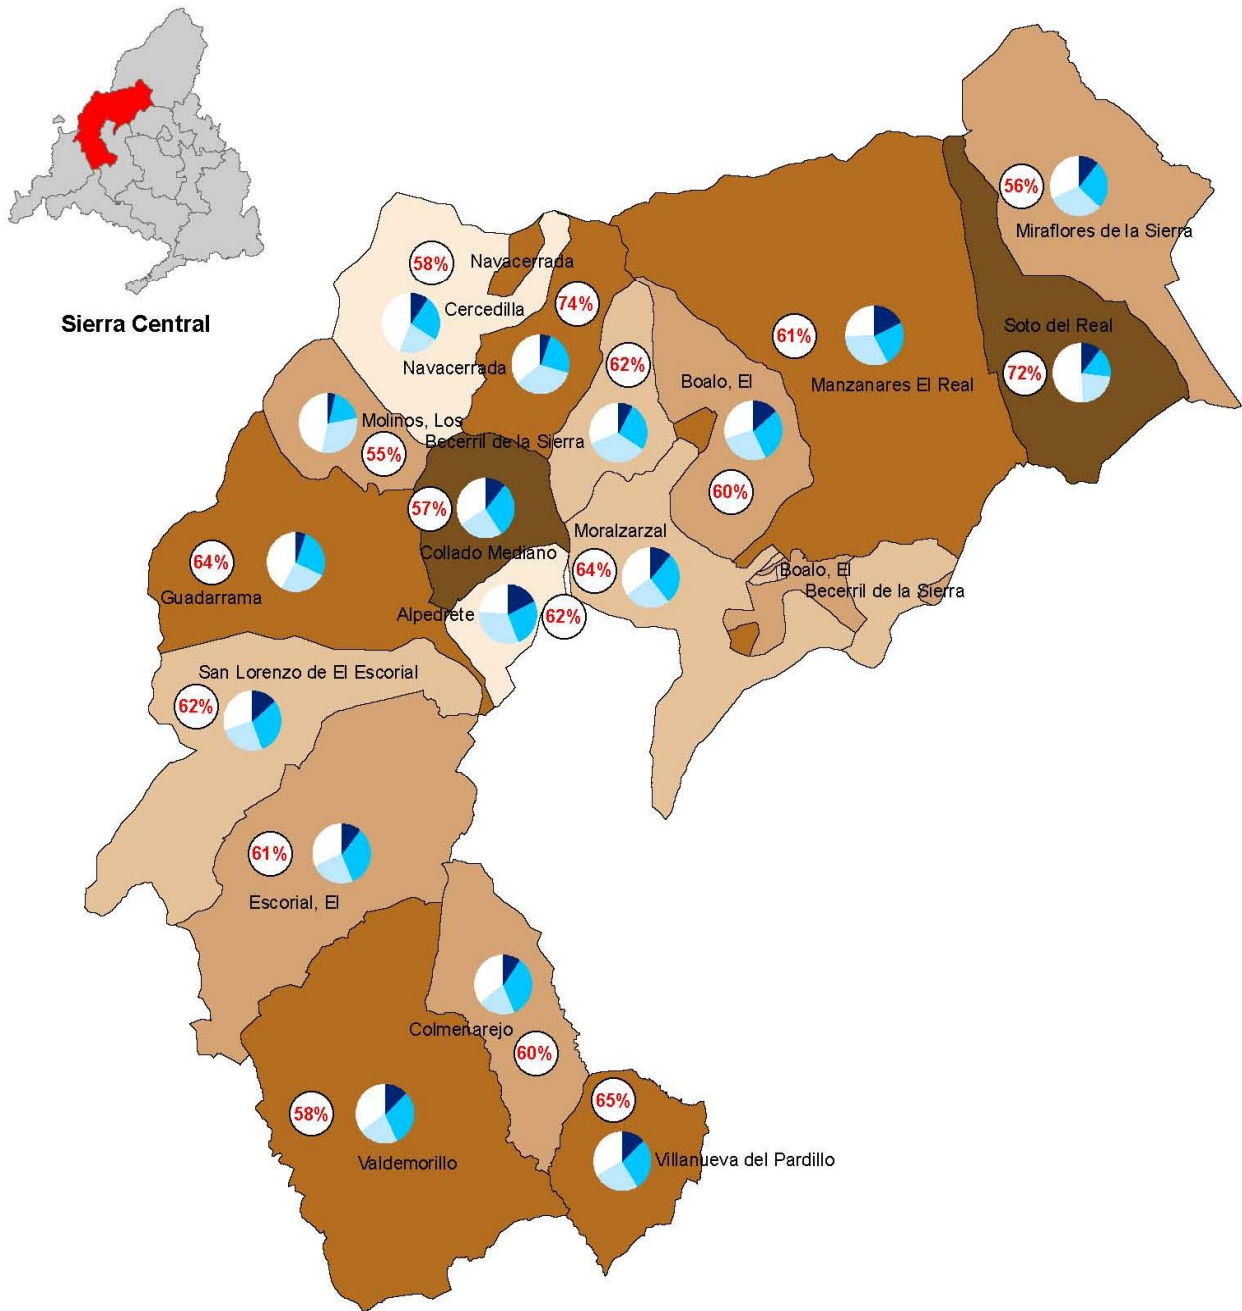 Sierra Central
56%
Miraflores de la Sierra
58%
Navacerrada
Cercedilla
74%
Soto del Real
72%
61%
Manzanares El Real
Navacerrada
62%
Boalo, El
Molinos, Los
Becerril de la Sierra
55%
60%
57%
Collado Mediano
Moralzarzal
64%
64%
Guadarrama
Boalo, El
Becerril de la Sierra
Alpedrete
62%
San Lorenzo de El Escorial
62%
61%
Escorial, El
Colmenarejo
60%
58%
Valdemorillo
65%
Villanueva del Pardillo